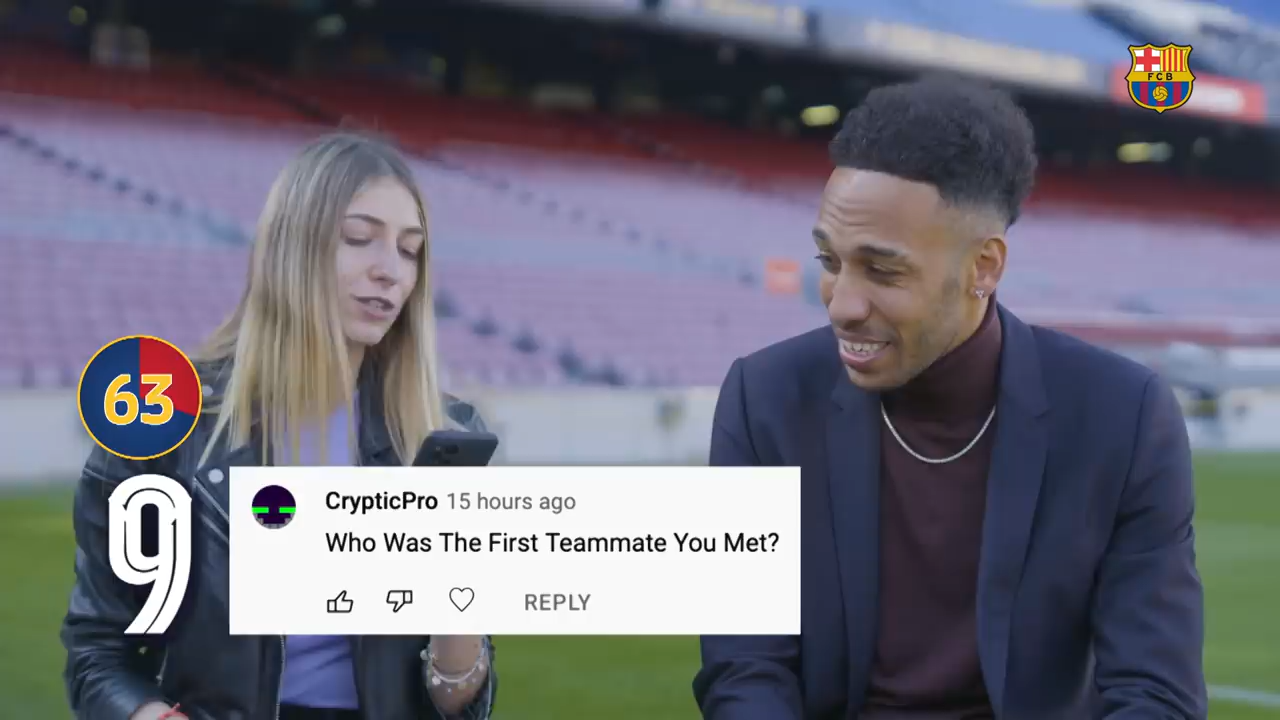 FCB
63
9
CrypticPro 15 hours ago
Who Was The First Teammate You Met?
REPLY